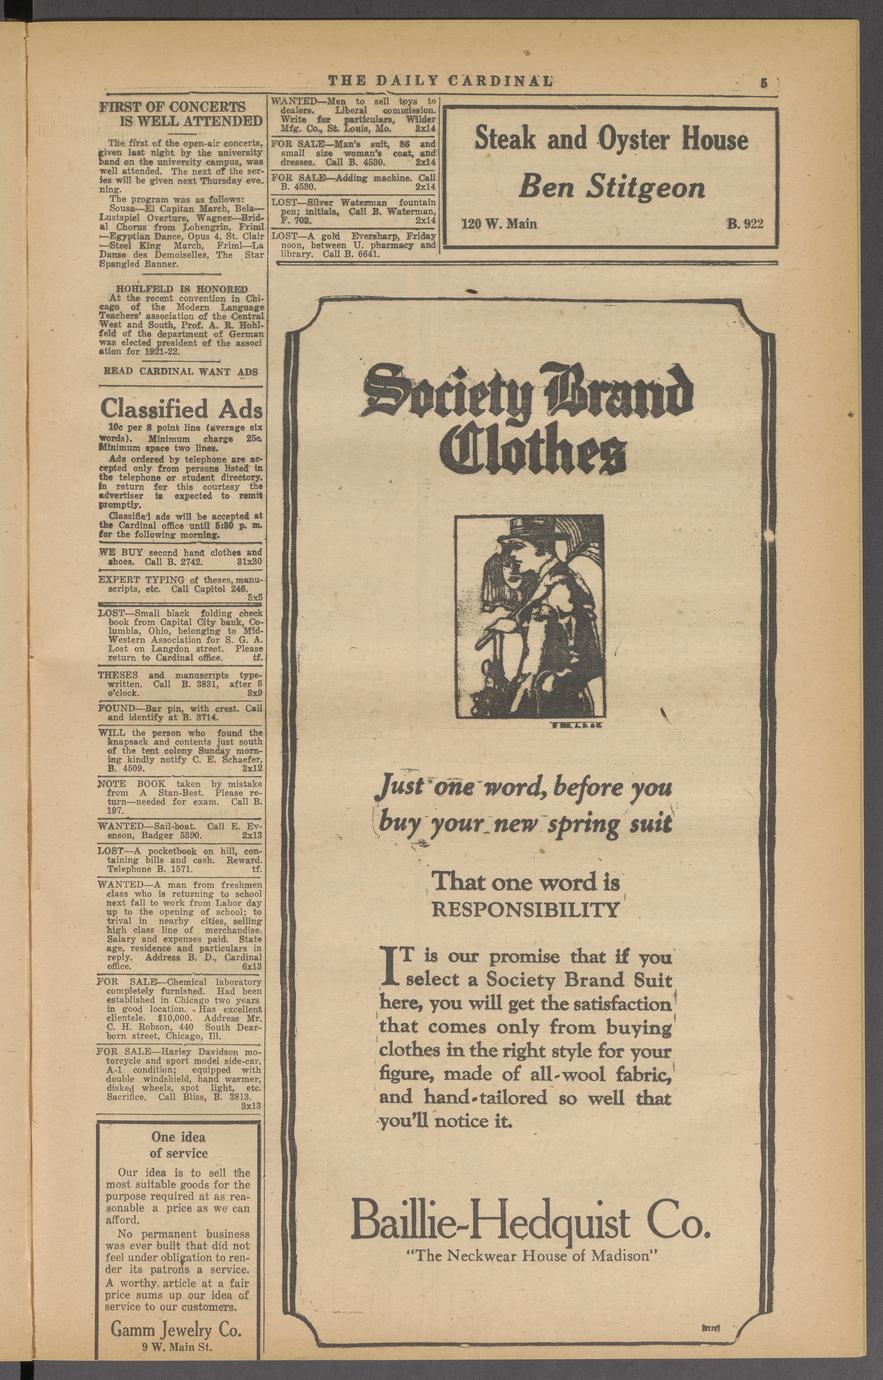 THE DAILY CARDINAL
5
FIRST OF CONCERTS
IS WELL ATTENDED
The first of the open-air concerts,
given last night by the university
band on the university campus, was
well attended. The next of the ser-
ies will be given next Thursday eve-
ning.
The program was as follows:
Sousa—El Capitan March, Bela—
Lustspiel Overture, Wagner—Brid-
al Chorus from Lohengrin, Friml
—Egyptian Dance, Opus 4, St. Clair
—Steel King March, Friml—La
Danse des Demoiselles, The Star
Spangled Banner.
HOHLFELD IS HONORED
At the recent convention in Chi-
cago of the Modern Language
Teachers' association of the Central
West and South, Prof. A. R. Hohl-
feld of the department of German
was elected president of the associ
ation for 1921-22.
READ CARDINAL WANT ADS
Classified Ads
10c per 8 point line (average six
words). Minimum charge 25c.
Minimum space two lines.
Ads ordered by telephone are ac-
cepted only from persons listed in
the telephone or student directory.
In return for this courtesy the
advertiser is expected to remit
promptly.
Classified ads will be accepted at
the Cardinal office until 5:30 p. m.
for the following morning.
WE BUY second hand clothes and
shoes. Call B. 2742. 31x30
EXPERT TYPING of theses, manu-
scripts, etc. Call Capitol 246.
5x5
LOST—Small black folding check
book from Capital City bank, Co-
lumbia, Ohio, belonging to Mid-
Western Association for S. G. A.
Lost on Langdon street. Please
return to Cardinal office. tf.
THESES and manuscripts type-
written. Call B. 3831, after 5
o'clock. 3x9
FOUND—Bar pin, with crest. Call
and identify at B. 3714.
WILL the person who found the
knapsack and contents just south
of the tent colony Sunday morn-
ing kindly notify C. E. Schaefer,
B. 4509. 3x12
NOTE BOOK taken by mistake
from A Stan-Best. Please re-
turn—needed for exam. Call B.
197.
WANTED—Sail-boat. Call E. Ev-
enson, Badger 5390. 2x13
LOST—A pocketbook on hill, con-
taining bills and cash. Reward.
Telephone B. 1571. tf.
WANTED—A man from freshmen
class who is returning to school
next fall to work from Labor day
up to the opening of school; to
trival in nearby cities, selling
high class line of merchandise.
Salary and expenses paid. State
age, residence and particulars in
reply. Address B. D., Cardinal
office. 6x13
FOR SALE—Chemical laboratory
completely furnished. Had been
established in Chicago two years
in good location. Has excellent
clientele. $10,000. Address Mr.
C. H. Robson, 440 South Dear-
born street, Chicago, Ill.
FOR SALE—Harley Davidson mo-
torcycle and sport model side-car,
A-1 condition; equipped with
double windshield, hand warmer,
disked wheels, spot light, etc.
Sacrifice. Call Bliss, B. 3813.
3x13
One idea
of service
Our idea is to sell the
most suitable goods for the
purpose required at as rea-
sonable a price as we can
afford.
No permanent business
was ever built that did not
feel under obligation to ren-
der its patrons a service.
A worthy article at a fair
price sums up our idea of
service to our customers.
Gamm Jewelry Co.
9 W. Main St.
WANTED—Men to sell toys to
dealers. Liberal commission.
Write for particulars, Wilder
Mfg. Co., St. Louis, Mo. 3x14
FOR SALE—Man's suit, 36 and
small size woman's coat, and
dresses. Call B. 4530. 2x14
FOR SALE—Adding machine. Call
B. 4530. 2x14
LOST—Silver Waterman fountain
pen; initials, Call B. Waterman,
F. 703. 2x14
LOST—A gold Eversharp, Friday
noon, between U. pharmacy and
library. Call B. 6641.
Steak and Oyster House
Ben Stitgeon
120 W. Main B. 922
Society Brand
Clothes
Just one word, before you
buy your new spring suit
That one word is
RESPONSIBILITY
IT is our promise that if you
select a Society Brand Suit
here, you will get the satisfaction
that comes only from buying
clothes in the right style for your
figure, made of all-wool fabric,
and hand-tailored so well that
you'll notice it.
Baillie-Hedquist Co.
"The Neckwear House of Madison"